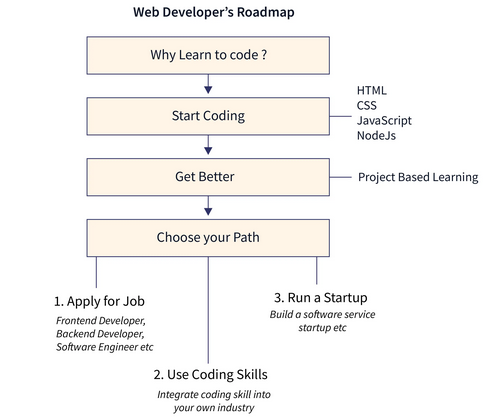 Web Developer’s Roadmap
Why Learn to code ?
Start Coding
HTML
CSS
JavaScript
NodeJs
Get Better
Project Based Learning
Choose your Path
1. Apply for Job
Frontend Developer,
Backend Developer,
Software Engineer etc
3. Run a Startup
Build a software service
startup etc
2. Use Coding Skills
Integrate coding skill into
your own industry